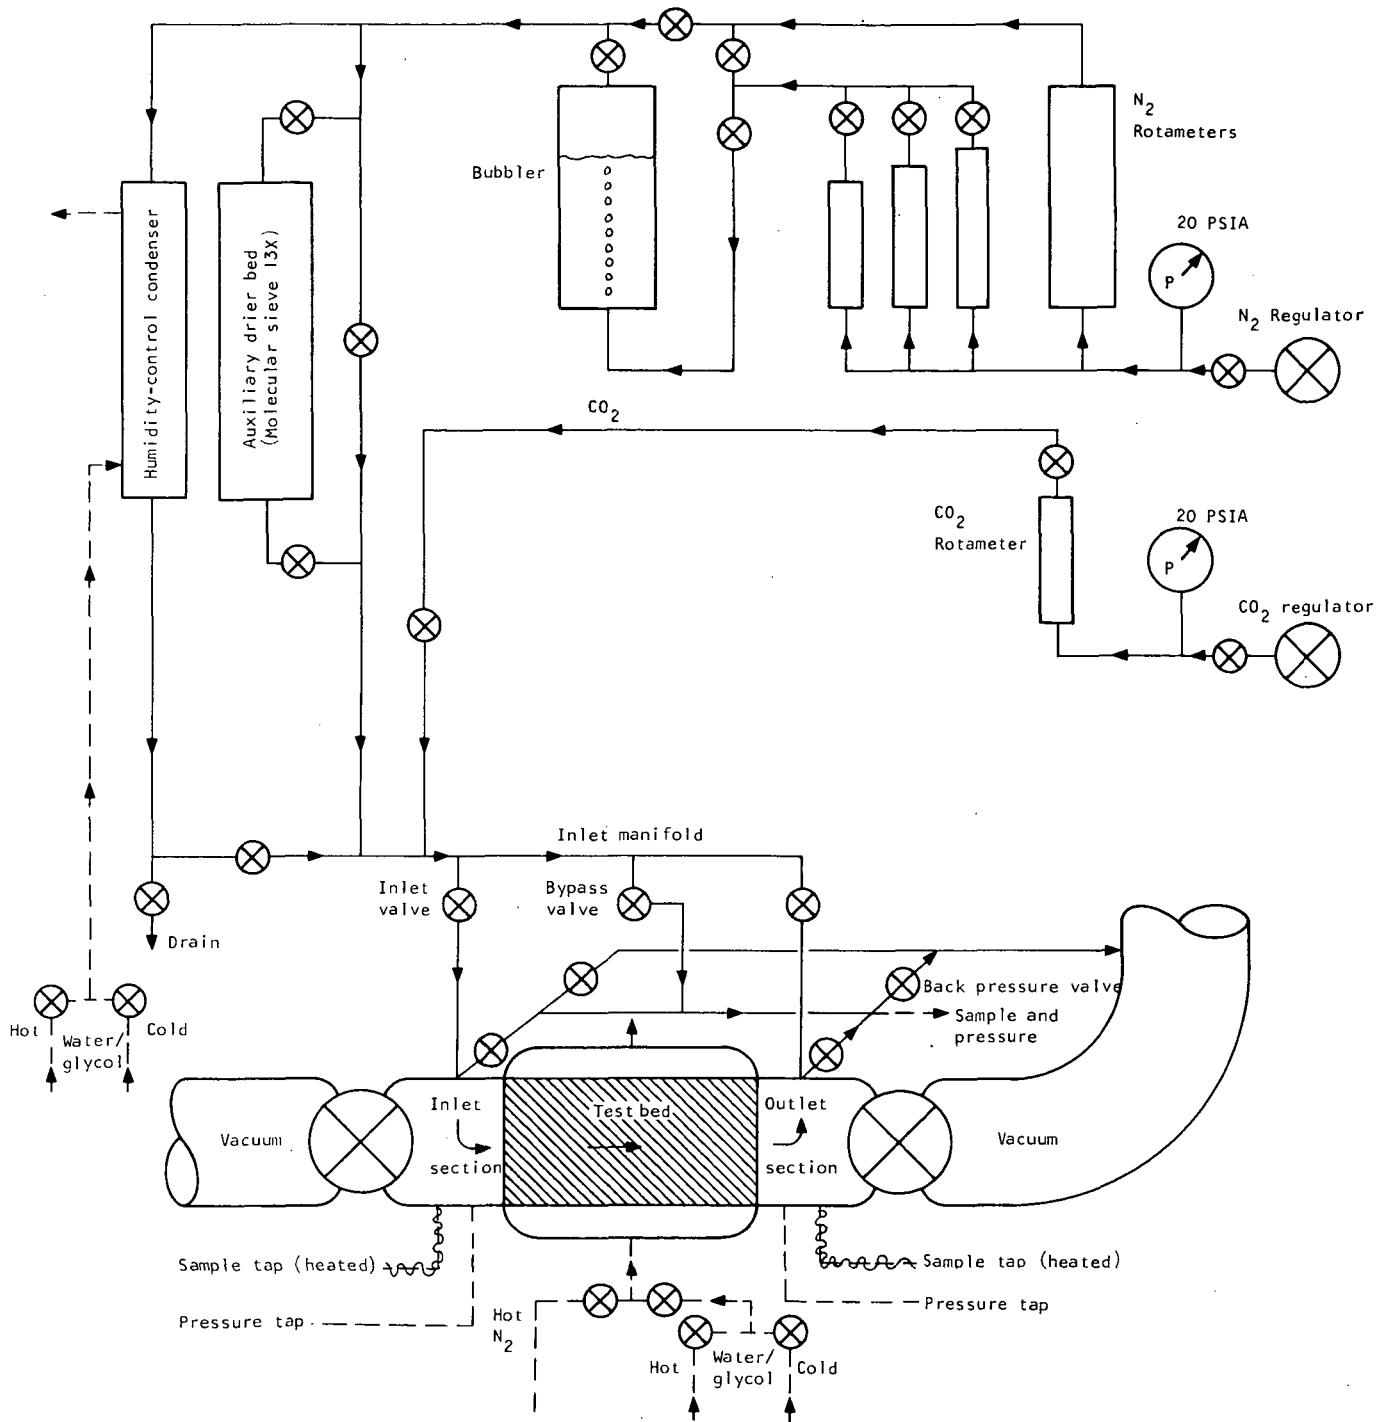 N2
Rotameters
Bubbler
20 PSIA
P
N2 Regulator
Humidity-control condenser
Auxiliary drier bed
(Molecular sieve 13X)
CO2
CO2
Rotameter
20 PSIA
P
CO2 regulator
Inlet manifold
Inlet
valve
Bypass
valve
Drain
Back pressure valve
Sample and
pressure
Hot
Water/
glycol
Cold
Vacuum
Inlet
section
Test bed
Outlet
section
Vacuum
Sample tap (heated)
Sample tap (heated)
Pressure tap
Pressure tap
Hot
N2
Hot
Water/
glycol
Cold